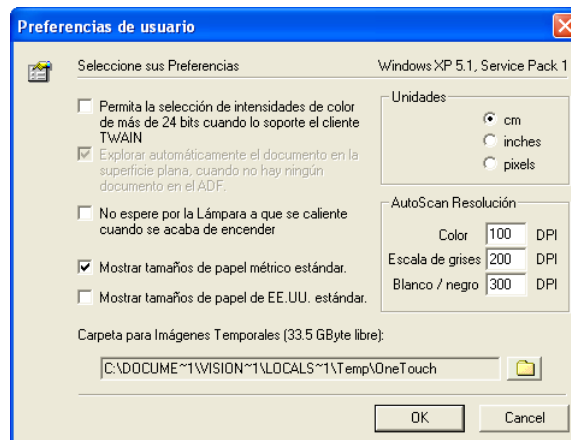 Preferencias de usuario
Seleccione sus Preferencias
Windows XP 5.1, Service Pack 1
Permita la selección de intensidades de color
de más de 24 bits cuando lo soporte el cliente
TWAIN
Explorar automáticamente el documento en la
superficie plana, cuando no hay ningún
documento en el ADF.
No espere por la Lámpara a que se caliente
cuando se acaba de encender
Mostrar tamaños de papel métrico estándar.
Mostrar tamaños de papel de EE.UU. estándar.
Unidades
cm
inches
pixels
AutoScan Resolución
Color 100 DPI
Escala de grises 200 DPI
Blanco / negro 300 DPI
Carpeta para Imágenes Temporales (33.5 GByte libre):
C:\DOCUME~1\VISION~1\LOCALS~1\Temp\OneTouch
OK
Cancel